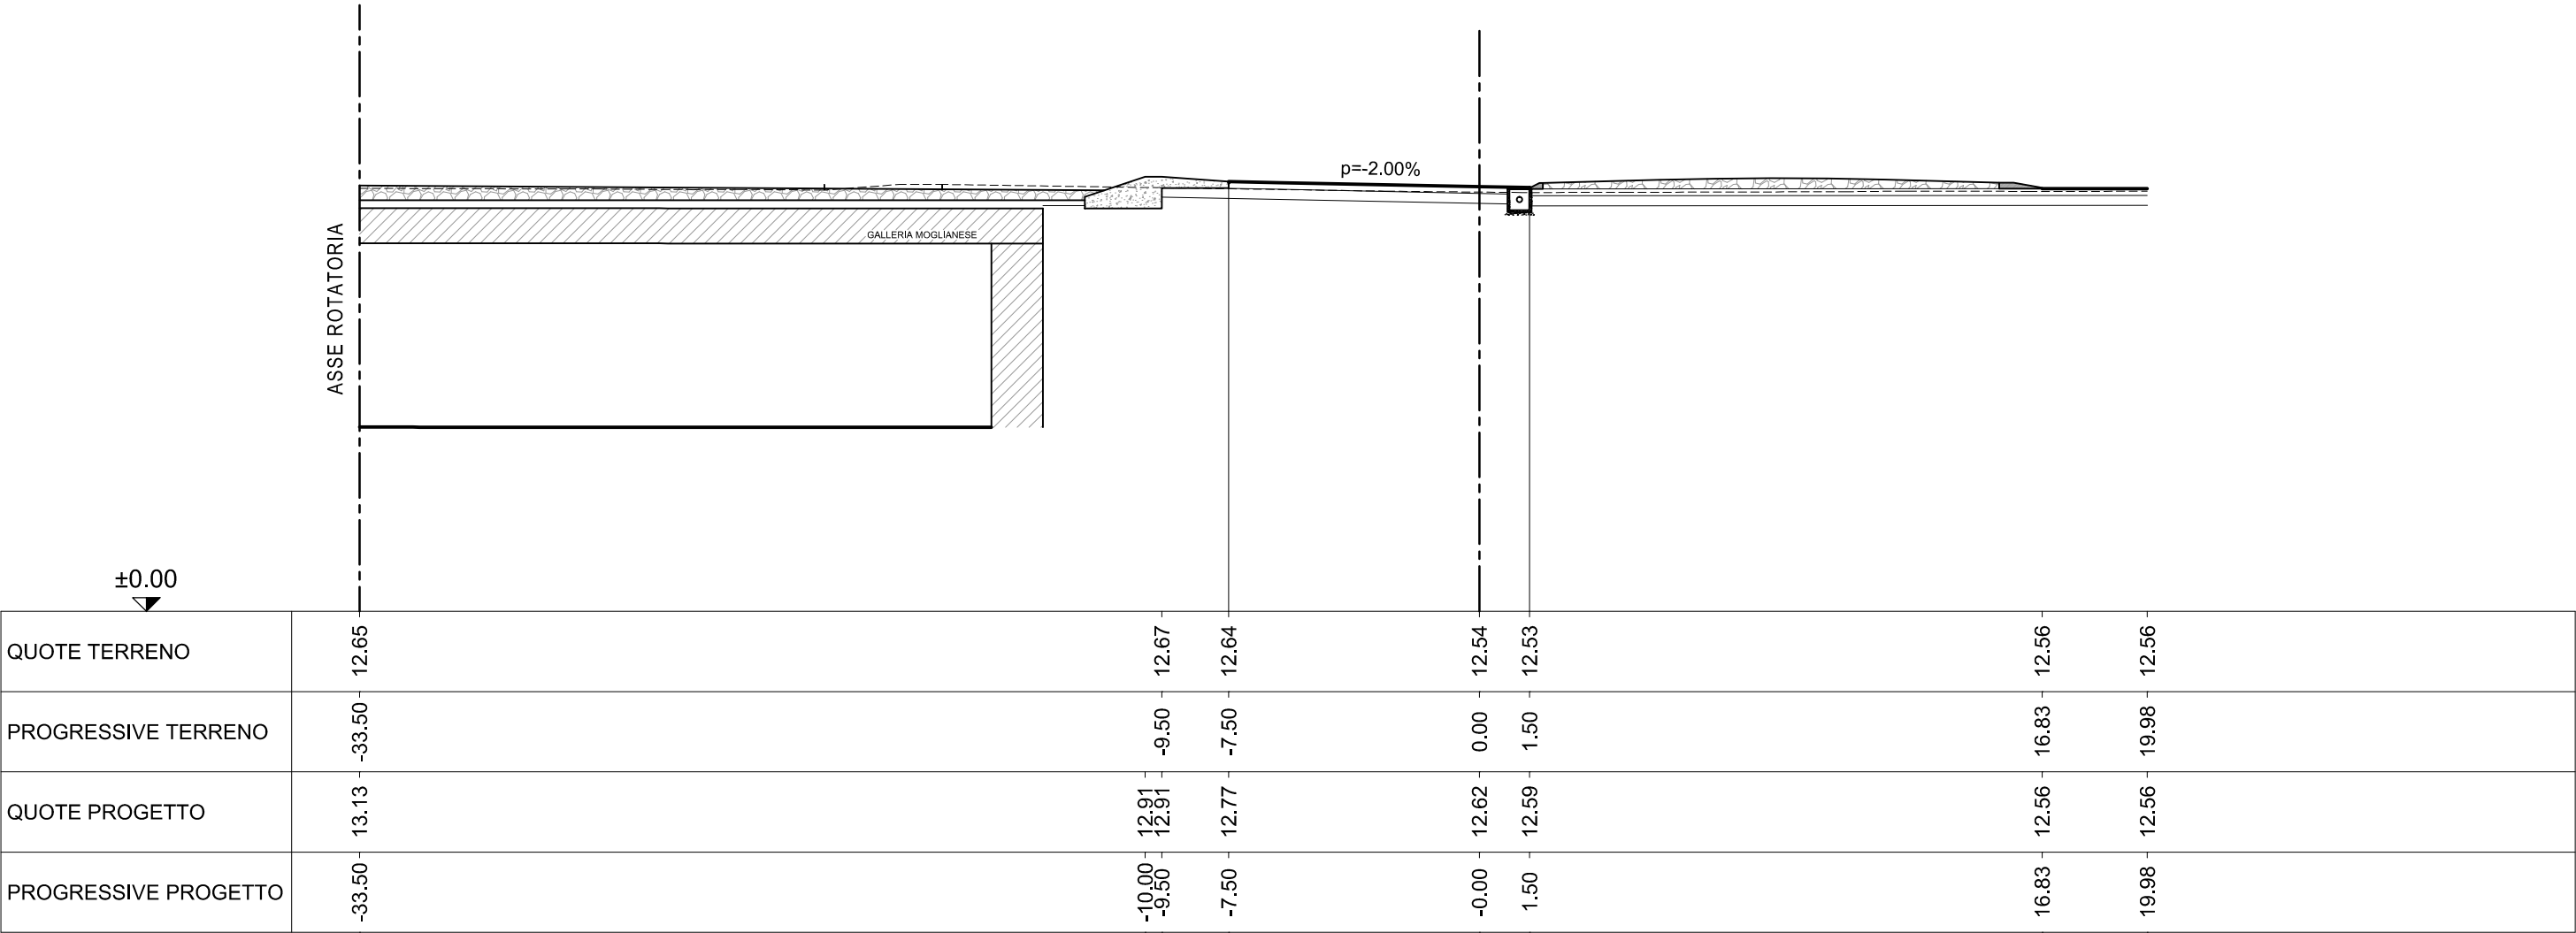 p=-2.00%
GALLERIA MOGLIANESE
ASSE ROTATORIA
±0.00
QUOTE TERRENO 12.65 12.67 12.64 12.54 12.53 12.56 12.56
PROGRESSIVE TERRENO -33.50 -9.50 -7.50 0.00 1.50 16.83 19.98
QUOTE PROGETTO 13.13 12.91 12.91 12.77 12.62 12.59 12.56 12.56
PROGRESSIVE PROGETTO -33.50 -10.00 -9.50 -7.50 -0.00 1.50 16.83 19.98